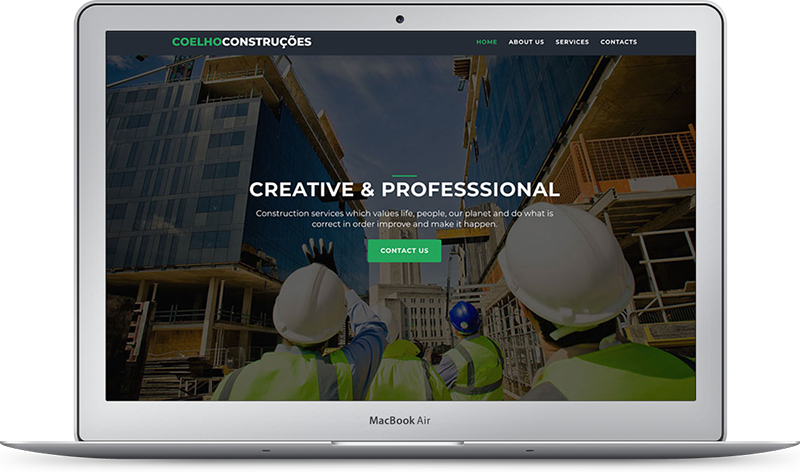 COELHOCONSTRUÇÕES
HOME ABOUT US SERVICES CONTACTS
CREATIVE & PROFESSSIONAL
Construction services which values life, people, our planet and do what is
correct in order improve and make it happen.
CONTACT US
MacBook Air